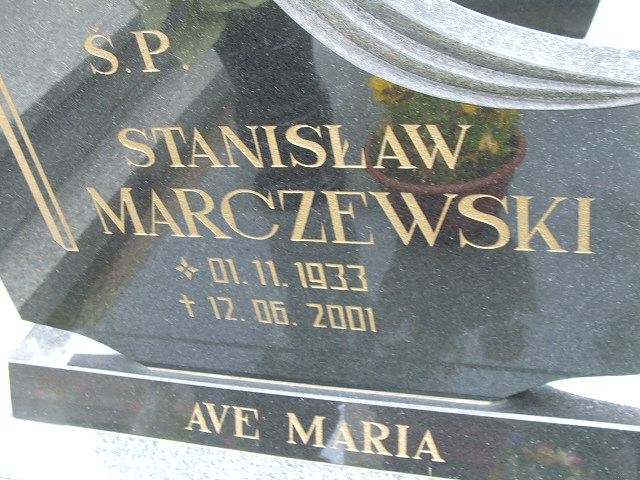 Ś.P.
STANISŁAW
MARCZEWSKI
✧ 01.11.1933
✝ 12.06.2001
AVE MARIA